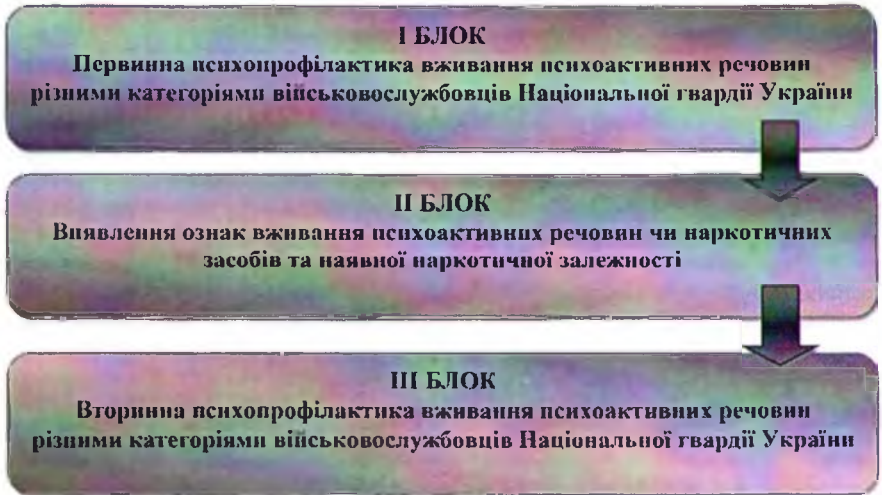 І БЛОК
Первинна психопрофілактика вживання психоактивних речовин
різними категоріями військовослужбовців Національної гвардії України
ІІ БЛОК
Виявлення ознак вживання психоактивних речовин чи наркотичних
засобів та наявної наркотичної залежності
ІІІ БЛОК
Вторинна психопрофілактика вживання психоактивних речовин
різними категоріями військовослужбовців Національної гвардії України